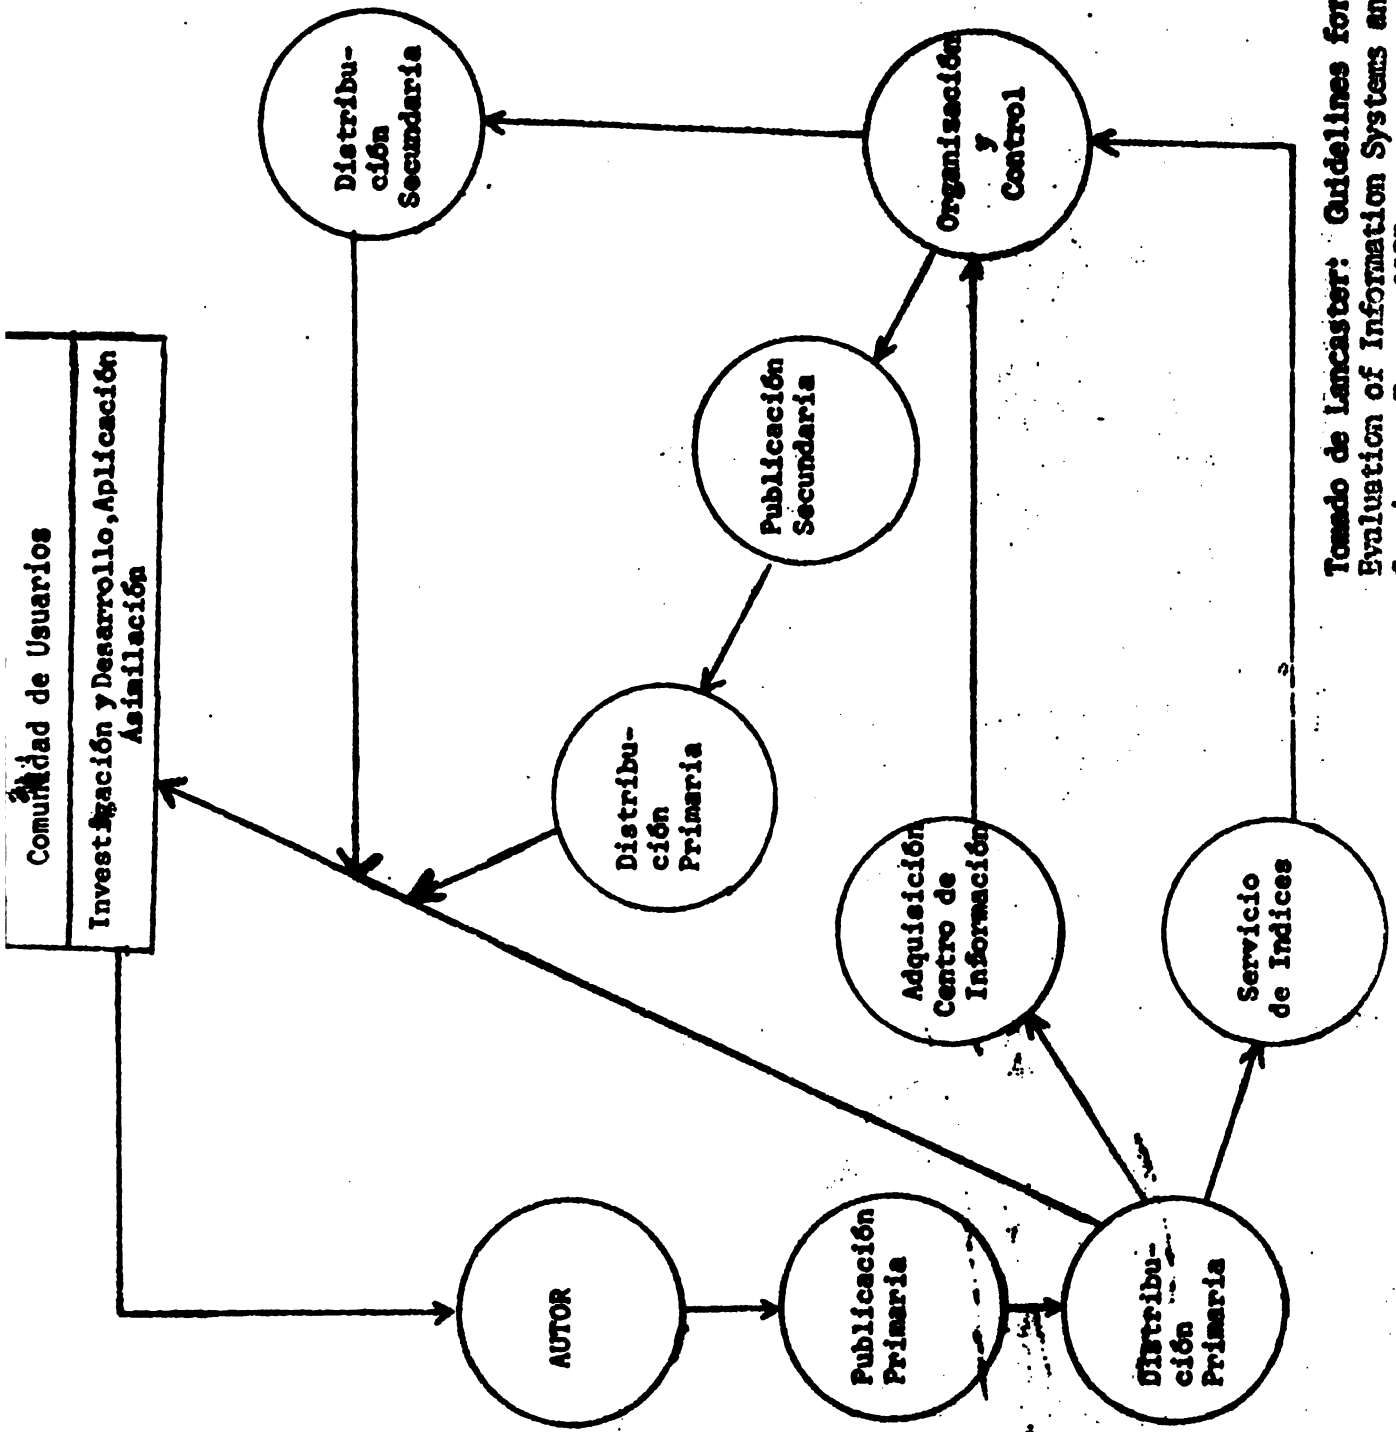 Comunidad de Usuarios
Investigación y Desarrollo, Aplicación
Asimilación
Distribu-
ción
Secundaria
Organización
y
Control
Publicación
Secundaria
Distribu-
ción
Primaria
Adquisición
Centro de
Información
Servicio
de Indices
AUTOR
Publicación
Primaria
Distribu-
ción
Primaria
Tomado de Lancaster: Guidelines for
Evaluation of Information Systems an